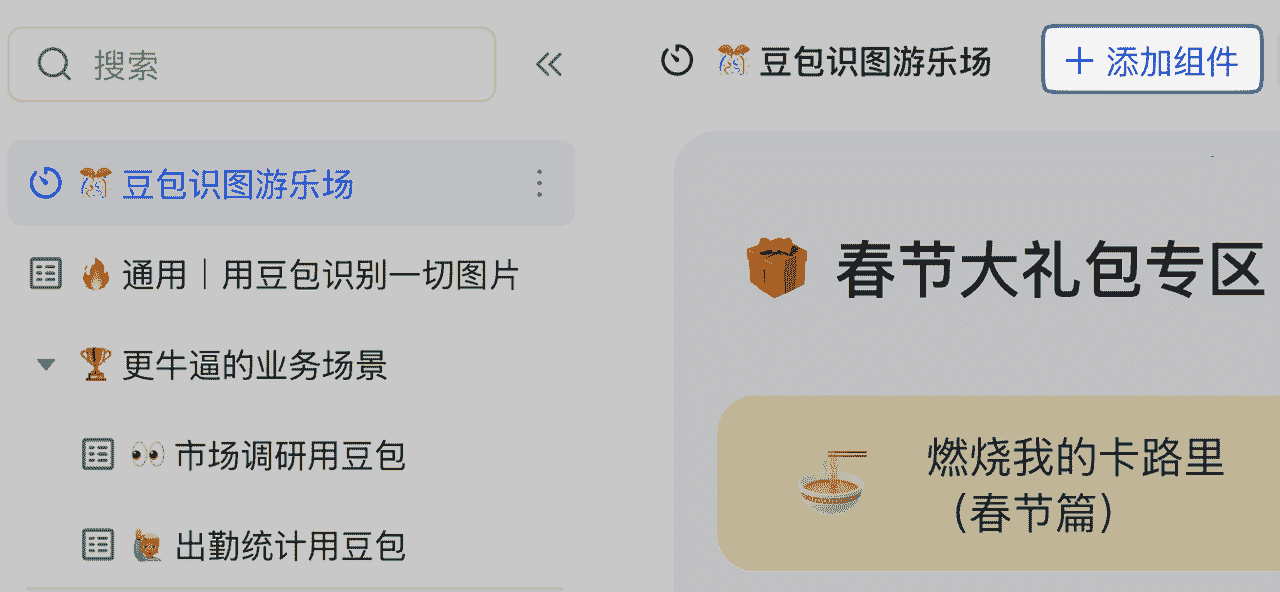 搜索
豆包识图游乐场
添加组件
豆包识图游乐场
通用｜用豆包识别一切图片
更牛逼的业务场景
市场调研用豆包
出勤统计用豆包
春节大礼包专区
燃烧我的卡路里
（春节篇）